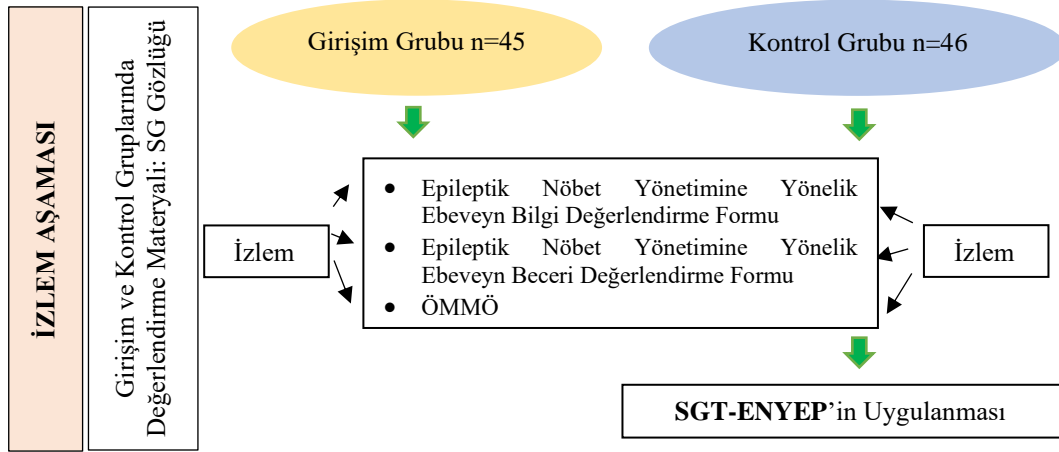 İZLEM AŞAMASI
Girişim ve Kontrol Gruplarında
Değerlendirme Materyali: SG Gözlüğü
Girişim Grubu n=45
Kontrol Grubu n=46
İzlem
• Epileptik Nöbet Yönetimine Yönelik
Ebeveyn Bilgi Değerlendirme Formu
• Epileptik Nöbet Yönetimine Yönelik
Ebeveyn Beceri Değerlendirme Formu
• ÖMMÖ
İzlem
SGT-ENYEP’in Uygulanması